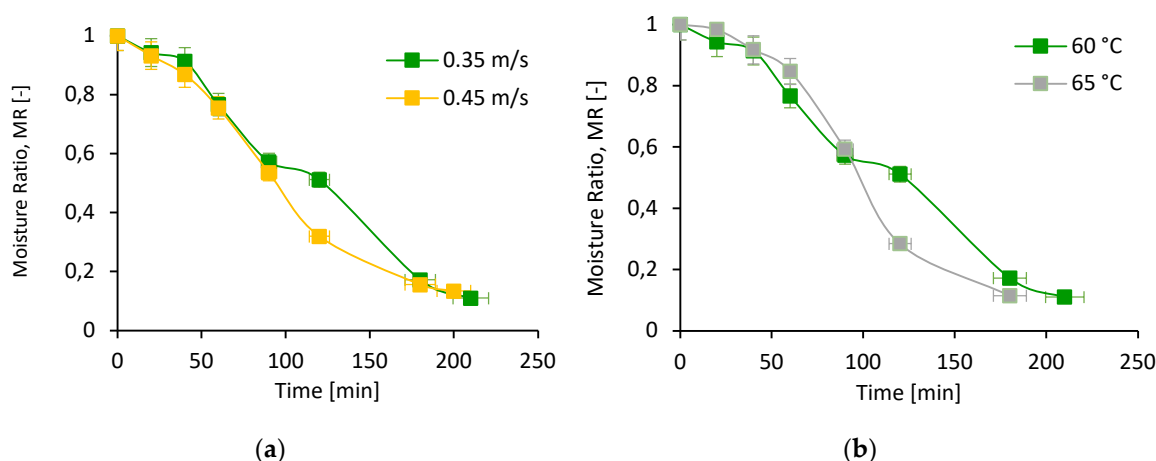 1
0,8
0,6
0,4
0,2
0
Moisture Ratio, MR [-]
0.35 m/s
0.45 m/s
0 50 100 150 200 250
Time [min]
(a)
1
0,8
0,6
0,4
0,2
0
Moisture Ratio, MR [-]
60 °C
65 °C
0 50 100 150 200 250
Time [min]
(b)